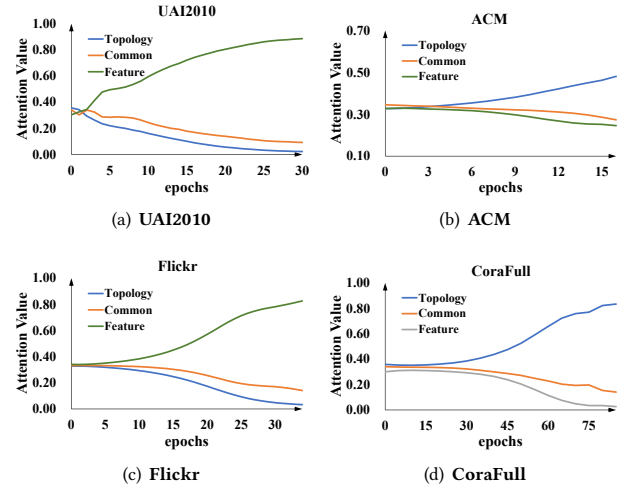 UAI2010
Attention Value
1.00
0.80
0.60
0.40
0.20
0.00
Topology
Common
Feature
0 5 10 15 20 25 30
epochs
(a) UAI2010
ACM
Attention Value
0.70
0.50
0.30
0.10
Topology
Common
Feature
0 3 6 9 12 15
epochs
(b) ACM
Flickr
Attention Value
1.00
0.80
0.60
0.40
0.20
0.00
Topology
Common
Feature
0 5 10 15 20 25 30
epochs
(c) Flickr
CoraFull
Attention Value
1.00
0.80
0.60
0.40
0.20
0.00
Topology
Common
Feature
0 15 30 45 60 75
epochs
(d) CoraFull